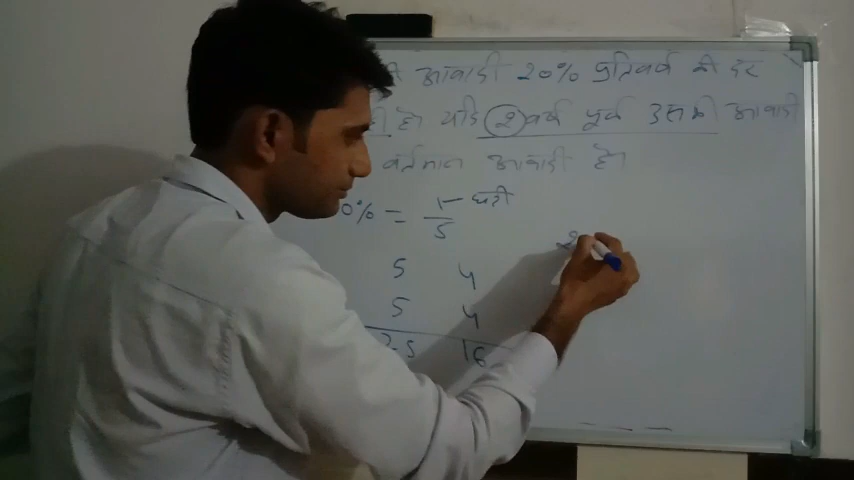 की आबादी 20% प्रतिवर्ष की दर
है। यदि 2 वर्ष पूर्व उसकी आबादी
वर्तमान आबादी है।
0% = 1/5 घटी
5 4
5 4
25 16